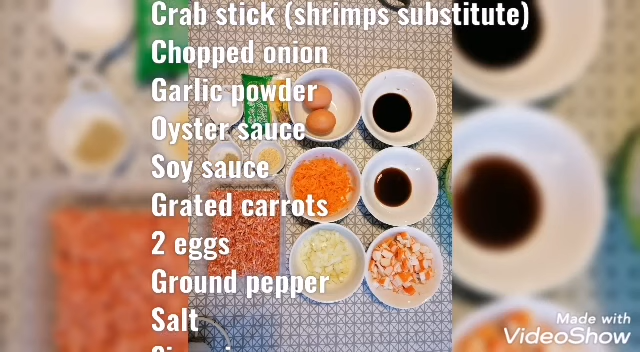 Crab stick (shrimps substitute)
Chopped onion
Garlic powder
Oyster sauce
Soy sauce
Grated carrots
2 eggs
Ground pepper
Salt
Made with
VideoShow